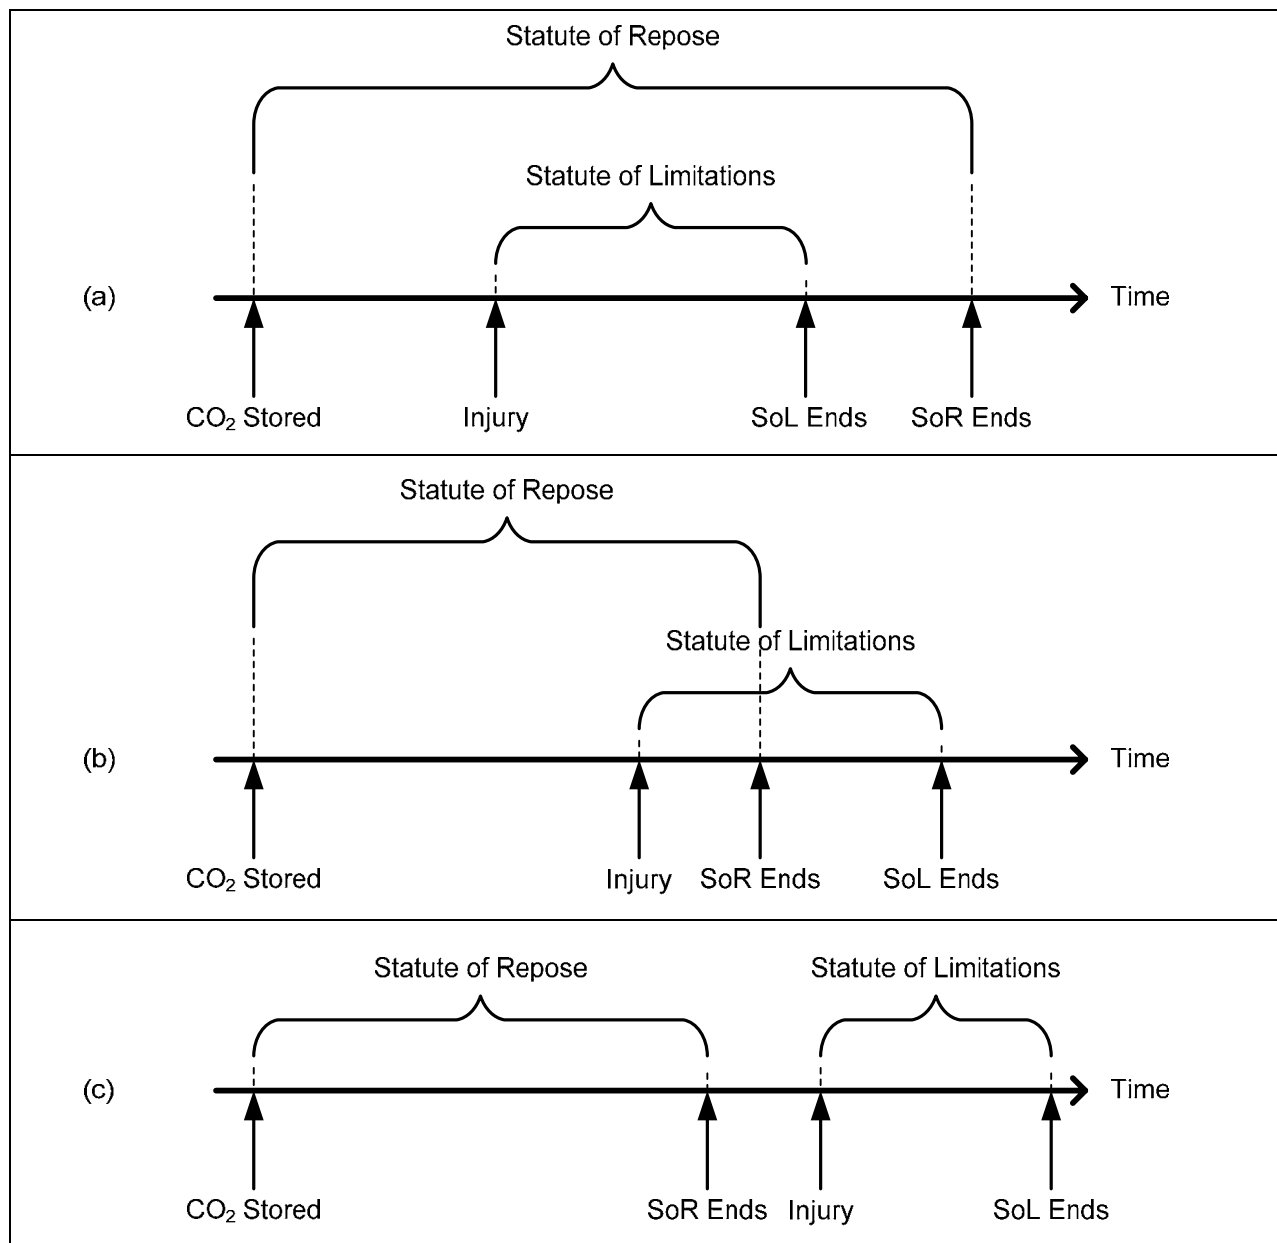 Statute of Repose
Statute of Limitations
(a)
Time
CO₂ Stored
Injury
SoL Ends
SoR Ends
Statute of Repose
Statute of Limitations
(b)
Time
CO₂ Stored
Injury
SoR Ends
SoL Ends
Statute of Repose
Statute of Limitations
(c)
Time
CO₂ Stored
SoR Ends
Injury
SoL Ends